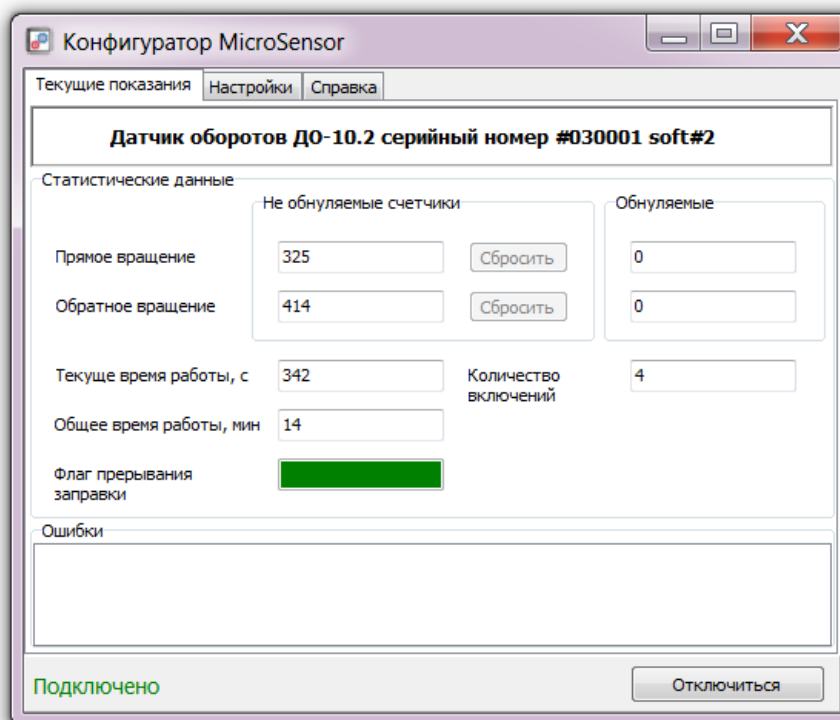 Конфигуратор MicroSensor
Текущие показания Настройки Справка
Датчик оборотов ДО-10.2 серийный номер #030001 soft#2
Статистические данные
Не обнуляемые счетчики Обнуляемые
Прямое вращение 325 Сбросить 0
Обратное вращение 414 Сбросить 0
Текуще время работы, с 342 Количество включений 4
Общее время работы, мин 14
Флаг прерывания
заправки
Ошибки
Подключено Отключиться